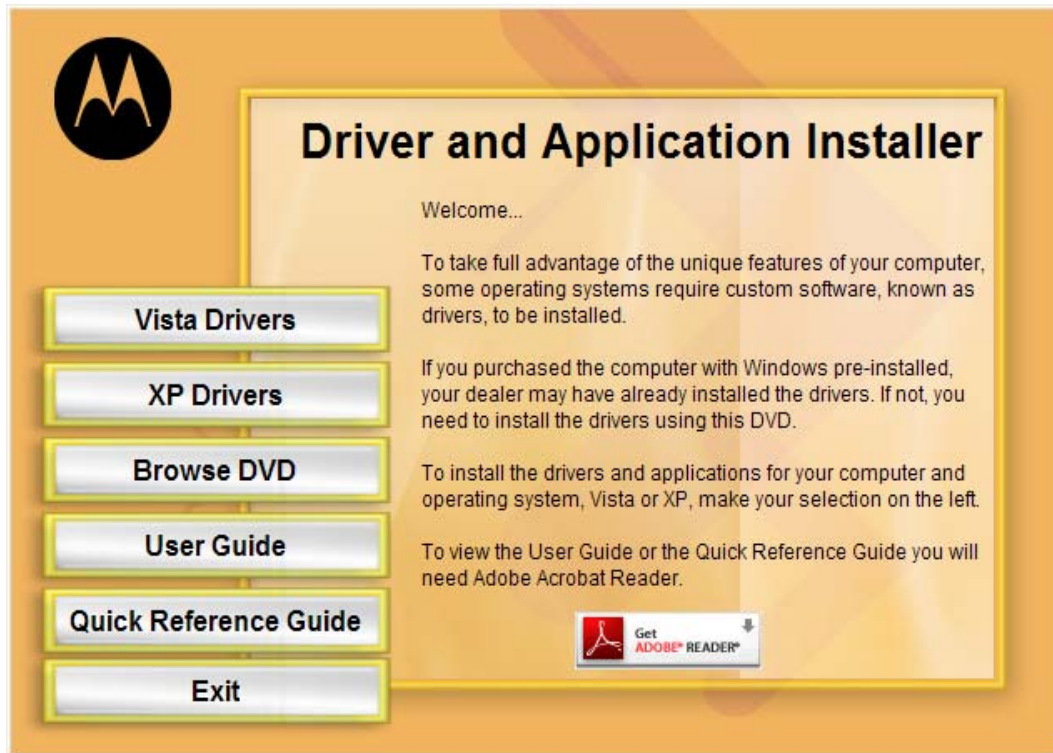 Driver and Application Installer
Welcome...
To take full advantage of the unique features of your computer,
some operating systems require custom software, known as
drivers, to be installed.
If you purchased the computer with Windows pre-installed,
your dealer may have already installed the drivers. If not, you
need to install the drivers using this DVD.
To install the drivers and applications for your computer and
operating system, Vista or XP, make your selection on the left.
To view the User Guide or the Quick Reference Guide you will
need Adobe Acrobat Reader.
Get
ADOBE® READER®
Vista Drivers
XP Drivers
Browse DVD
User Guide
Quick Reference Guide
Exit